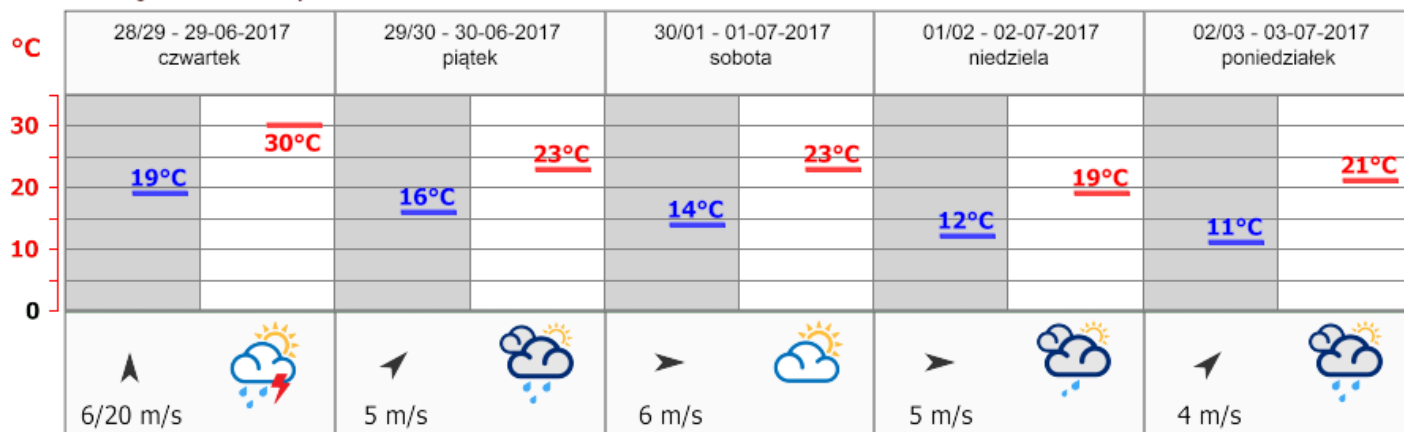 °C
28/29 - 29-06-2017
czwartek
29/30 - 30-06-2017
piątek
30/01 - 01-07-2017
sobota
01/02 - 02-07-2017
niedziela
02/03 - 03-07-2017
poniedziałek
30
20
10
0
19°C
30°C
16°C
23°C
14°C
23°C
12°C
19°C
11°C
21°C
6/20 m/s
5 m/s
6 m/s
5 m/s
4 m/s